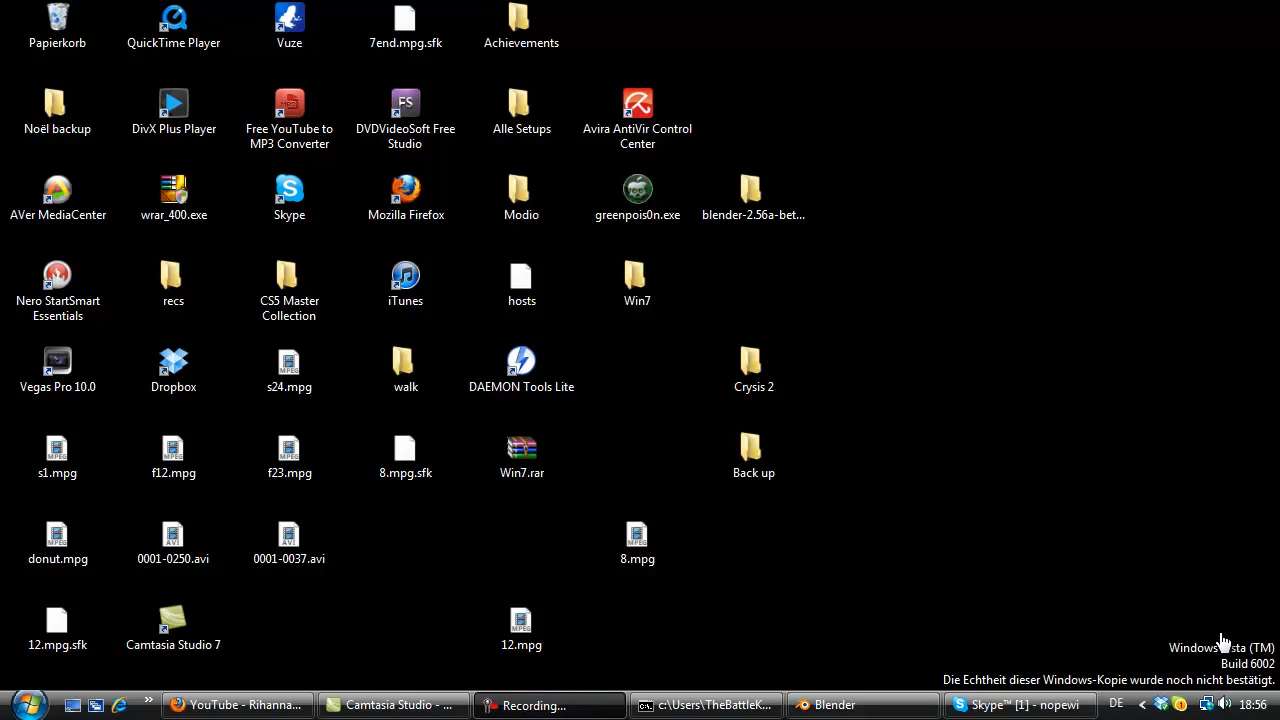 Papierkorb
QuickTime Player
Vuze
7end.mpg.sfk
Achievements
Noël backup
DivX Plus Player
Free YouTube to
MP3 Converter
DVDVideoSoft Free
Studio
Alle Setups
Avira AntiVir Control
Center
AVer MediaCenter
wrar_400.exe
Skype
Mozilla Firefox
Modio
greenpois0n.exe
blender-2.56a-bet...
Nero StartSmart
Essentials
recs
CS5 Master
Collection
iTunes
hosts
Win7
Vegas Pro 10.0
Dropbox
s24.mpg
walk
DAEMON Tools Lite
Crysis 2
s1.mpg
f12.mpg
f23.mpg
8.mpg.sfk
Win7.rar
Back up
donut.mpg
0001-0250.avi
0001-0037.avi
8.mpg
12.mpg.sfk
Camtasia Studio 7
12.mpg
Windows Vista (TM)
Build 6002
Die Echtheit dieser Windows-Kopie wurde noch nicht bestätigt.
YouTube - Rihanna...
Camtasia Studio - ...
Recording...
c:\Users\TheBattleK...
Blender
Skype™ [1] - nopewi
DE
18:56